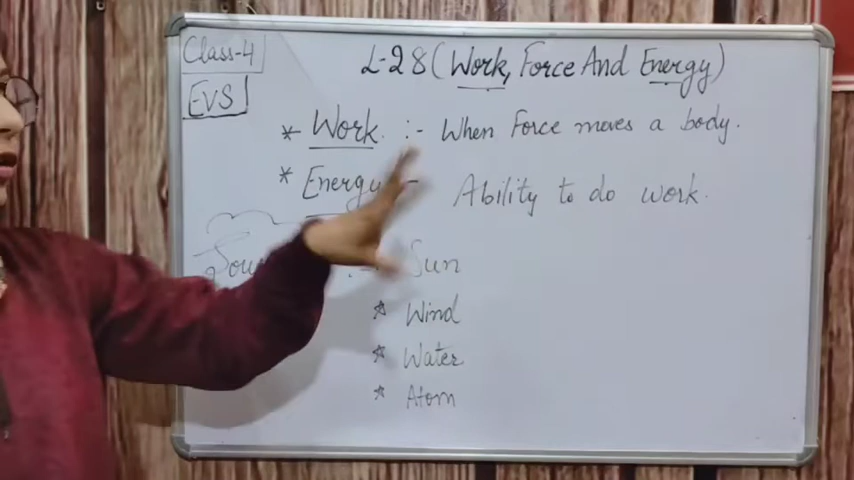 Class-4
L-28 (Work, Force And Energy)
EVS
* Work :- When Force moves a body.
* Energy - Ability to do work.
Sun
* Wind
* Water
* Atom